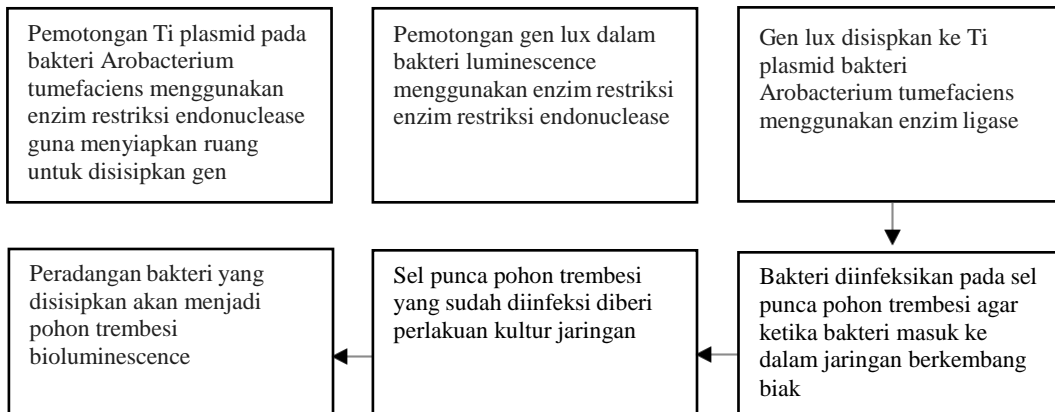 Pemotongan Ti plasmid pada
bakteri Arobacterium
tumefaciens menggunakan
enzim restriksi endonuclease
guna menyiapkan ruang
untuk disisipkan gen
Pemotongan gen lux dalam
bakteri luminescence
menggunakan enzim restriksi
enzim restriksi endonuclease
Gen lux disispkan ke Ti
plasmid bakteri
Arobacterium tumefaciens
menggunakan enzim ligase
Peradangan bakteri yang
disisipkan akan menjadi
pohon trembesi
bioluminescence
Sel punca pohon trembesi
yang sudah diinfeksi diberi
perlakuan kultur jaringan
Bakteri diinfeksikan pada sel
punca pohon trembesi agar
ketika bakteri masuk ke
dalam jaringan berkembang
biak